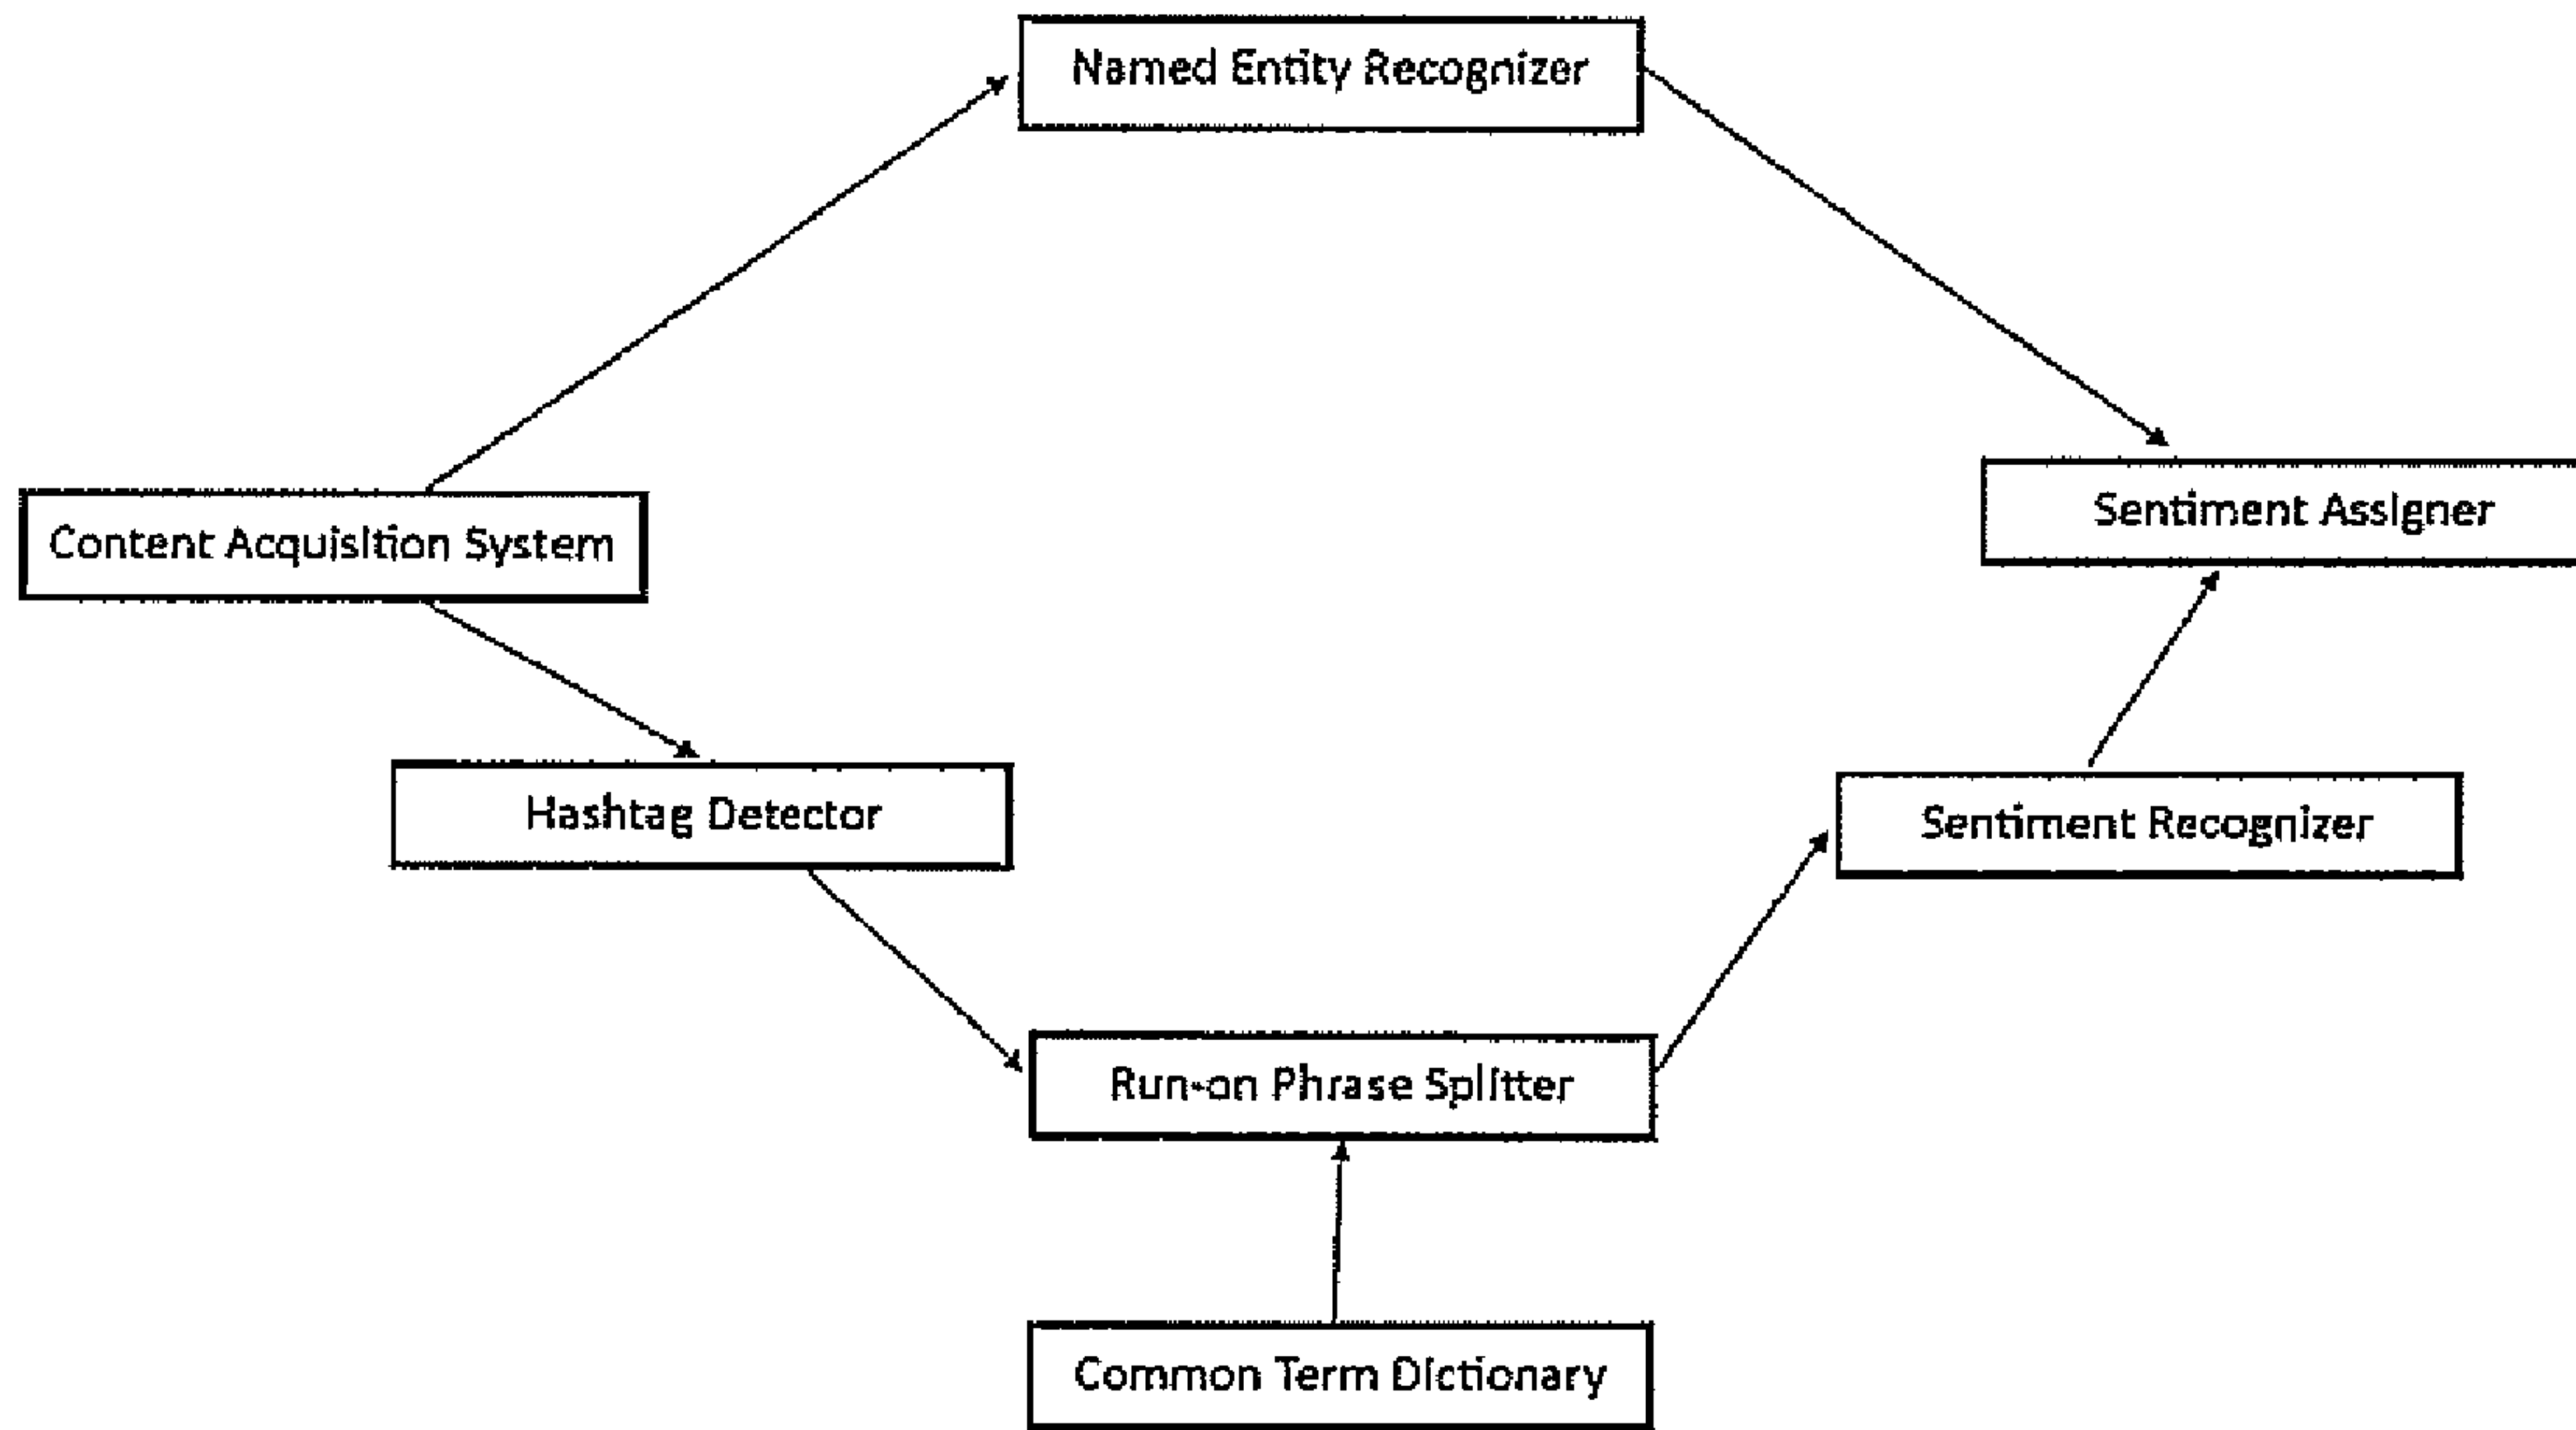 Named Entity Recognizer
Sentiment Assigner
Content Acquisition System
Hashtag Detector
Sentiment Recognizer
Run-on Phrase Splitter
Common Term Dictionary